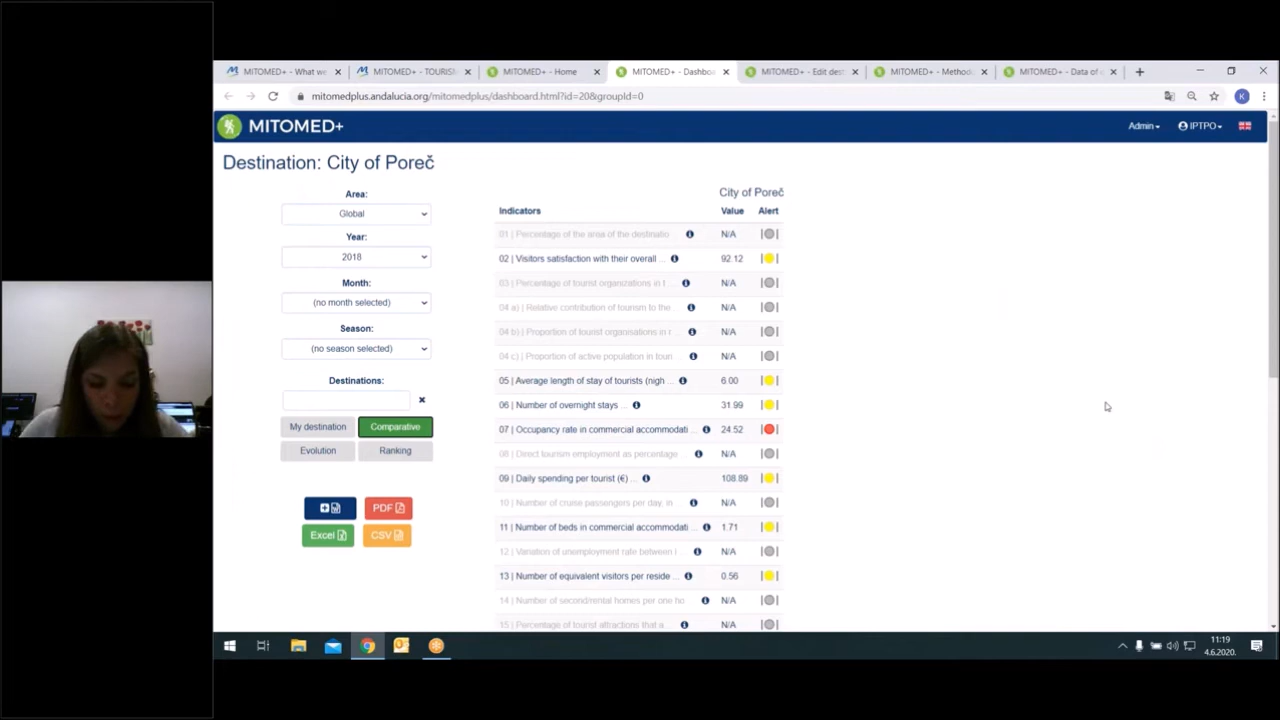 MiTOMED+ - What we
MITOMED+ - TOURIS
MITOMED+ - Home
MITOMED+ - Dashbo
MITOMED+ - Edit dest
MITOMED+ - Method
MITOMED+ - Data of
mitomedplus.andalucia.org/mitomedplus/dashboard.html?id=20&groupId=0
K
MITOMED+
Admin
IPTPO
Destination: City of Poreč
Area:
Global
Year:
2018
Month:
(no month selected)
Season:
(no season selected)
Destinations:
My destination
Comparative
Evolution
Ranking
PDF
Excel
CSV
City of Poreč
Indicators Value Alert
01 | Percentage of the area of the destinatio N/A
02 | Visitors satisfaction with their overall ... 92.12
03 | Percentage of tourist organizations in t N/A
04 a) | Relative contribution of tourism to the N/A
04 b) | Proportion of tourist organisations in r N/A
04 c) | Proportion of active population in touri N/A
05 | Average length of stay of tourists (nigh ... 6.00
06 | Number of overnight stays ... 31.99
07 | Occupancy rate in commercial accommodati ... 24.52
08 | Direct tourism employment as percentage N/A
09 | Daily spending per tourist (€) ... 108.89
10 | Number of cruise passengers per day, in N/A
11 | Number of beds in commercial accommodati ... 1.71
12 | Variation of unemployment rate between i N/A
13 | Number of equivalent visitors per reside ... 0.56
14 | Number of second/rental homes per one ho N/A
15 | Percentage of tourist attractions that a N/A
11:19
4.6.2020.